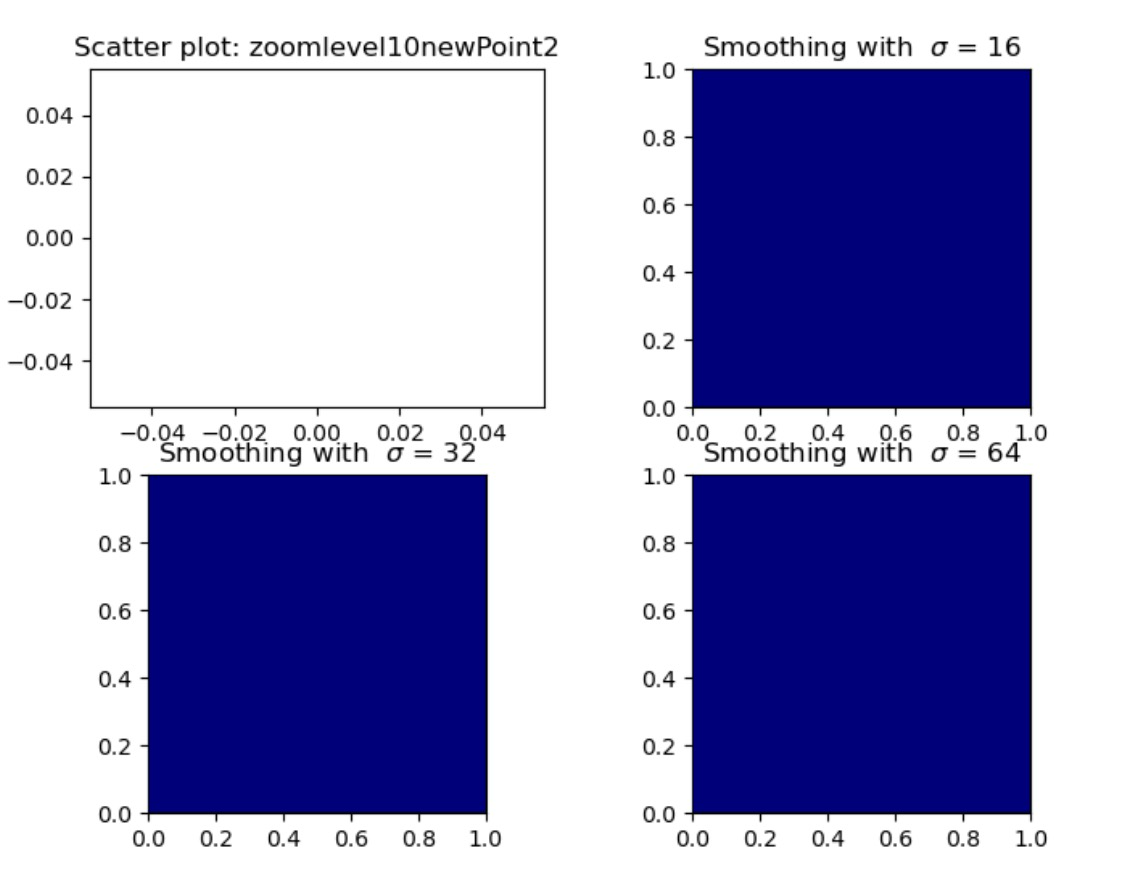 Scatter plot: zoomlevel10newPoint2
0.04
0.02
0.00
−0.02
−0.04
−0.04 −0.02 0.00 0.02 0.04
Smoothing with σ = 16
1.0
0.8
0.6
0.4
0.2
0.0
0.0 0.2 0.4 0.6 0.8 1.0
Smoothing with σ = 32
1.0
0.8
0.6
0.4
0.2
0.0
0.0 0.2 0.4 0.6 0.8 1.0
Smoothing with σ = 64
1.0
0.8
0.6
0.4
0.2
0.0
0.0 0.2 0.4 0.6 0.8 1.0